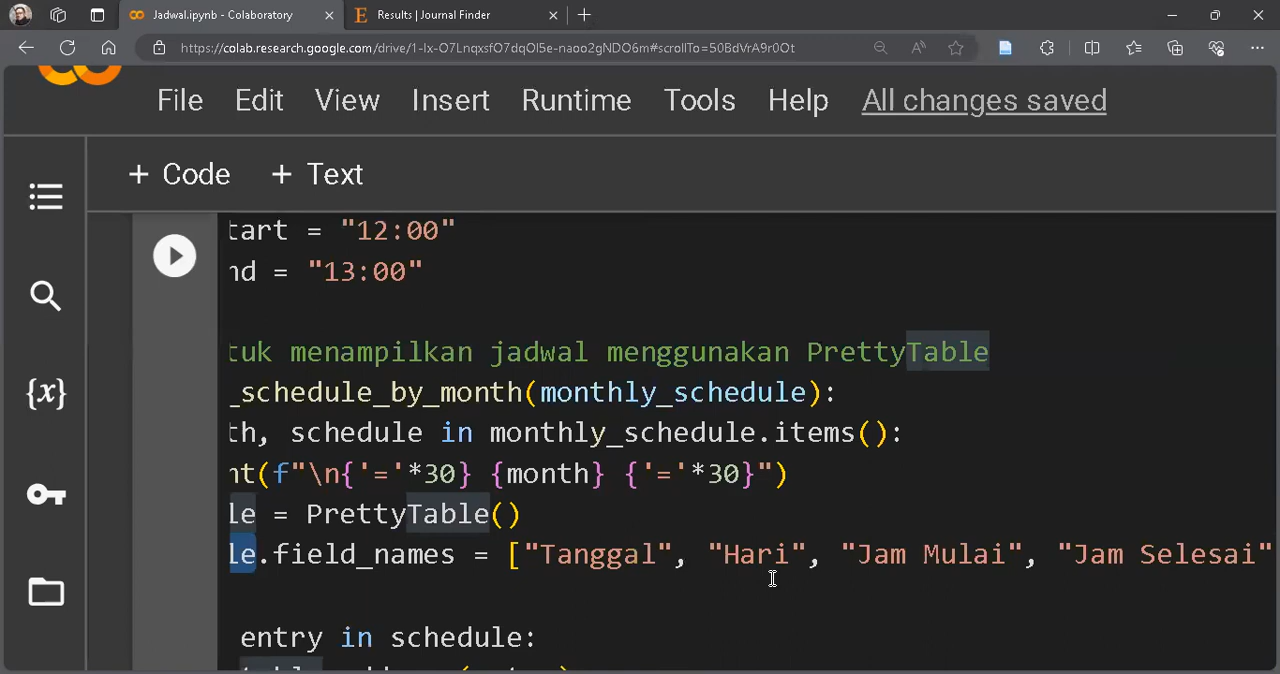 Jadwal.ipynb - Colaboratory
Results | Journal Finder
https://colab.research.google.com/drive/1-lx-O7LnqxsfO7dqOl5e-naoo2gNDO6m#scrollTo=50BdVrA9r0Ot
File Edit View Insert Runtime Tools Help All changes saved
+ Code + Text
tart = "12:00"
nd = "13:00"
tuk menampilkan jadwal menggunakan PrettyTable
_schedule_by_month(monthly_schedule):
th, schedule in monthly_schedule.items():
nt(f"\n{'='*30} {month} {'='*30}")
le = PrettyTable()
le.field_names = ["Tanggal", "Hari", "Jam Mulai", "Jam Selesai"
entry in schedule: